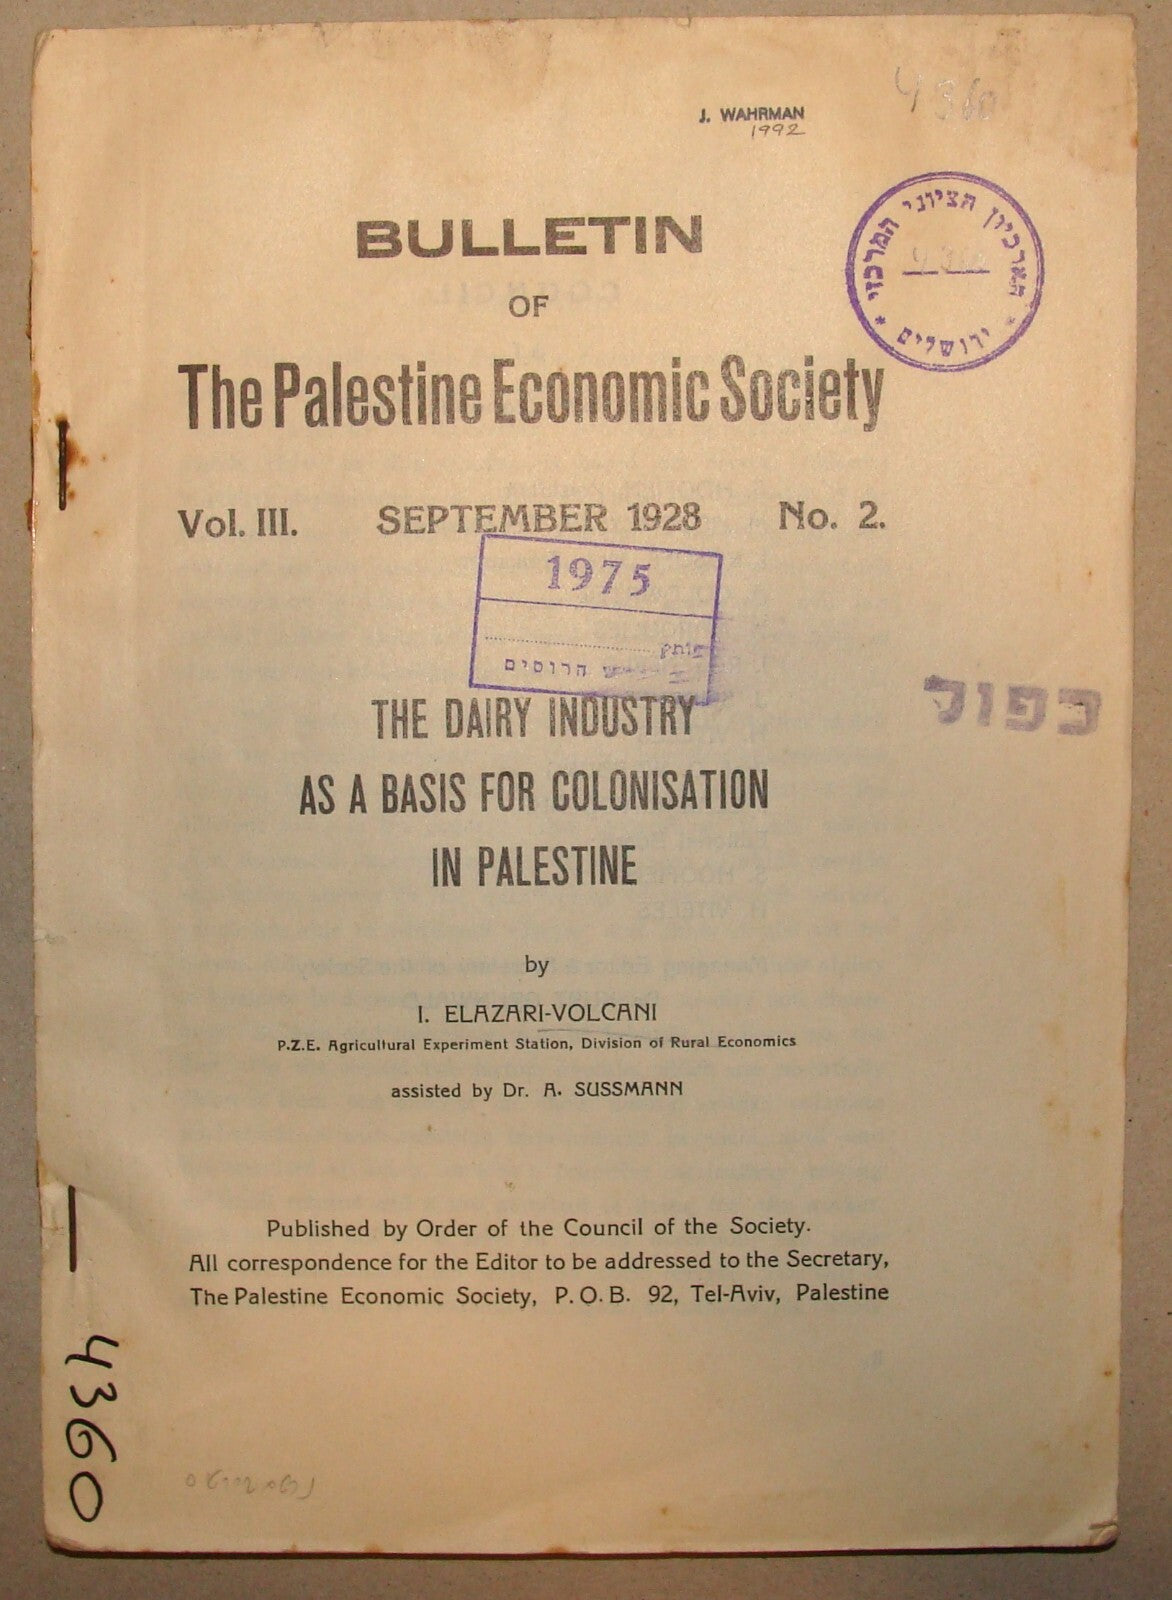 J. WAHRMAN
1992
4360
BULLETIN
OF
הארכיון הציוני המרכזי
* ירושלים *
The Palestine Economic Society
Vol. III. SEPTEMBER 1928 No. 2.
1975
הרוסים
כפול
THE DAIRY INDUSTRY
AS A BASIS FOR COLONISATION
IN PALESTINE
by
I. ELAZARI-VOLCANI
P.Z.E. Agricultural Experiment Station, Division of Rural Economics
assisted by Dr. A. SUSSMANN
Published by Order of the Council of the Society.
All correspondence for the Editor to be addressed to the Secretary,
The Palestine Economic Society, P.O.B. 92, Tel-Aviv, Palestine
4360